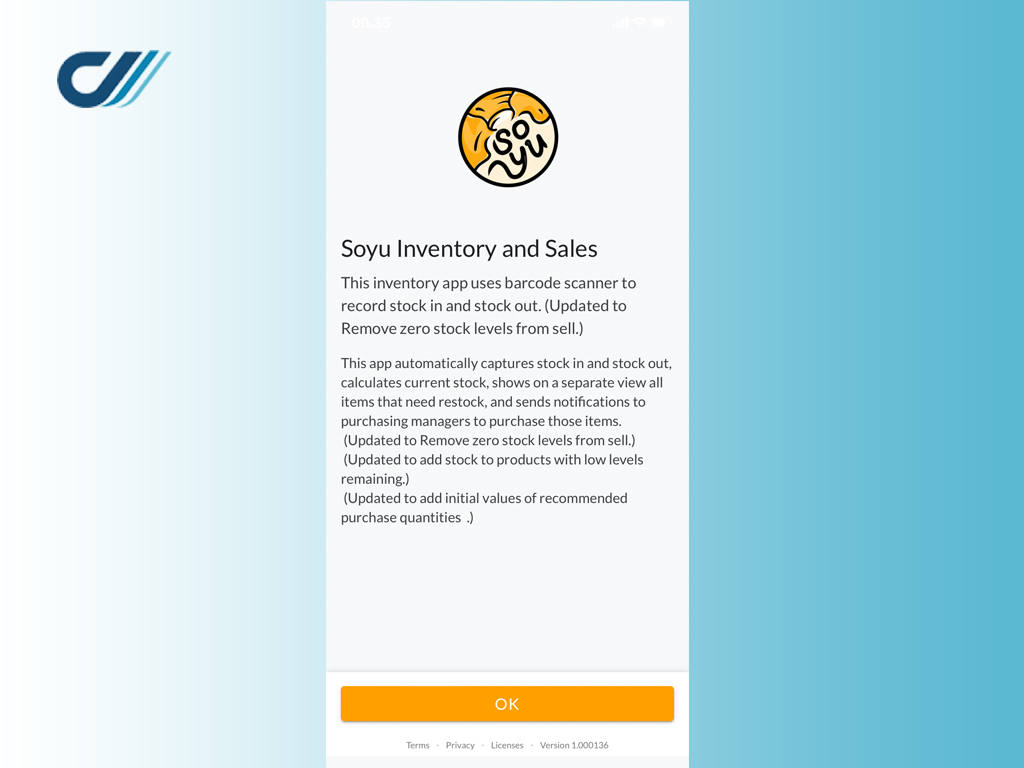 00:35
So
yu
Soyu Inventory and Sales
This inventory app uses barcode scanner to
record stock in and stock out. (Updated to
Remove zero stock levels from sell.)
This app automatically captures stock in and stock out,
calculates current stock, shows on a separate view all
items that need restock, and sends notifications to
purchasing managers to purchase those items.
(Updated to Remove zero stock levels from sell.)
(Updated to add stock to products with low levels
remaining.)
(Updated to add initial values of recommended
purchase quantities  .)
OK
Terms · Privacy · Licenses · Version 1.000136